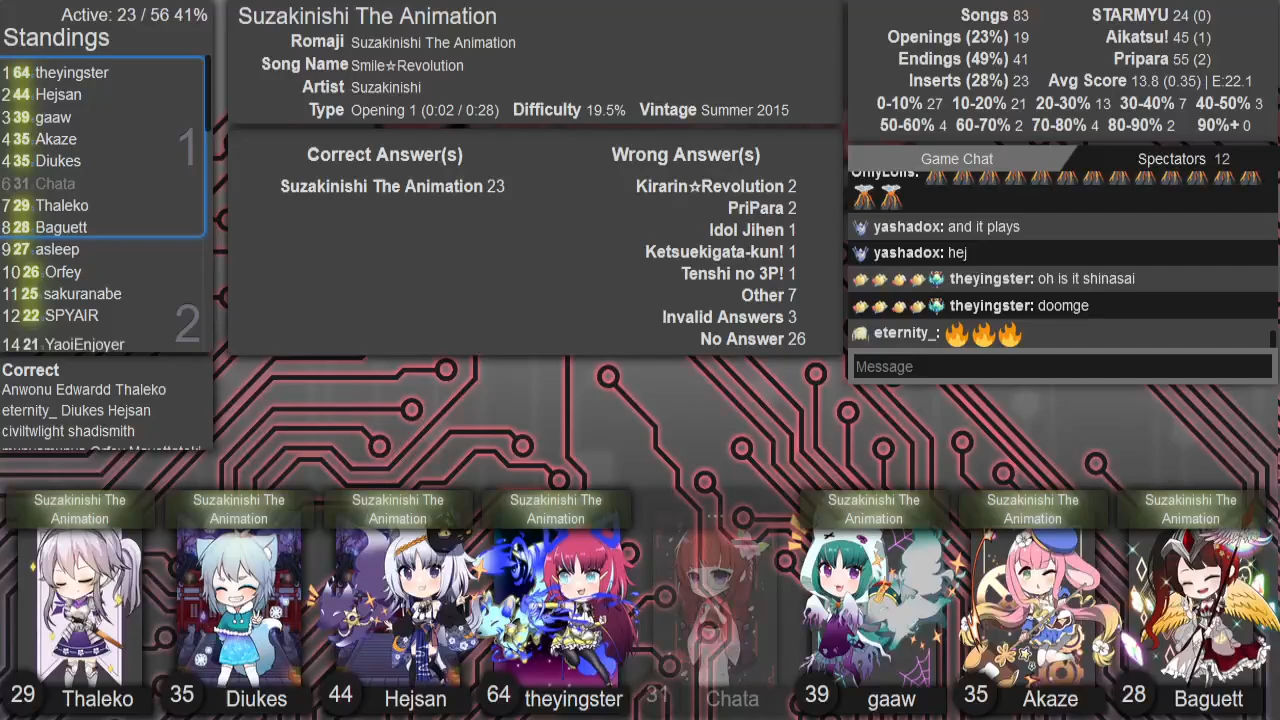 Active: 23 / 56 41%
Standings
1 64 theyingster
2 44 Hejsan
3 39 gaaw
4 35 Akaze
4 35 Diukes
6 31 Chata
7 29 Thaleko
8 28 Baguett
1
9 27 asleep
10 26 Orfey
11 25 sakuranabe
12 22 SPYAIR
14 21 YaoiEnjoyer
2
Correct
Anwonu Edwardd Thaleko
eternity_ Diukes Hejsan
civiltwlight shadismith
Suzakinishi The Animation
Romaji Suzakinishi The Animation
Song Name Smile☆Revolution
Artist Suzakinishi
Type Opening 1 (0:02 / 0:28) Difficulty 19.5% Vintage Summer 2015
Correct Answer(s)
Suzakinishi The Animation 23
Wrong Answer(s)
Kirarin☆Revolution 2
PriPara 2
Idol Jihen 1
Ketsuekigata-kun! 1
Tenshi no 3P! 1
Other 7
Invalid Answers 3
No Answer 26
Songs 83 STARMYU 24 (0)
Openings (23%) 19 Aikatsu! 45 (1)
Endings (49%) 41 Pripara 55 (2)
Inserts (28%) 23 Avg Score 13.8 (0.35) | E:22.1
0-10% 27 10-20% 21 20-30% 13 30-40% 7 40-50% 3
50-60% 4 60-70% 2 70-80% 4 80-90% 2 90%+ 0
Game Chat Spectators 12
OnlyLolis:
yashadox: and it plays
yashadox: hej
theyingster: oh is it shinasai
theyingster: doomge
eternity_: 🔥🔥🔥
Message
Suzakinishi The Animation
29 Thaleko
Suzakinishi The Animation
35 Diukes
Suzakinishi The Animation
44 Hejsan
Suzakinishi The Animation
64 theyingster
...
31 Chata
Suzakinishi The Animation
39 gaaw
Suzakinishi The Animation
35 Akaze
Suzakinishi The Animation
28 Baguett